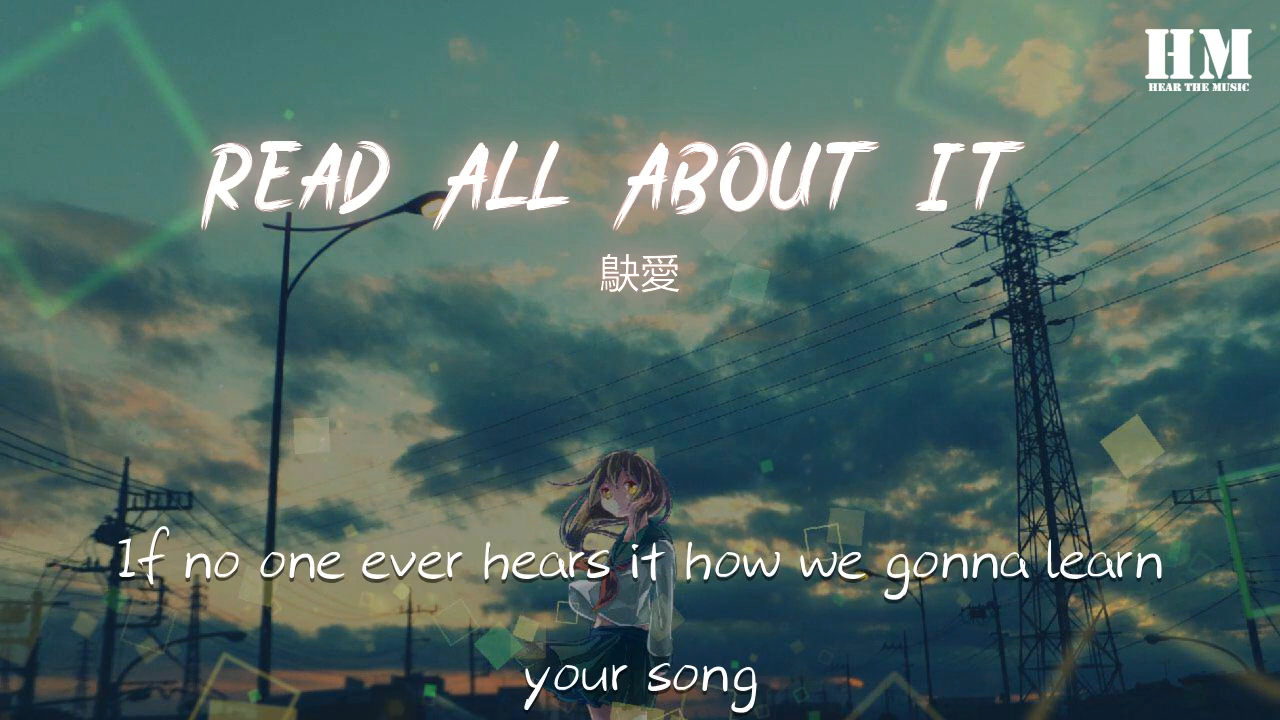 HM
HEAR THE MUSIC
READ ALL ABOUT IT
鴃愛
If no one ever hears it how we gonna learn
your song